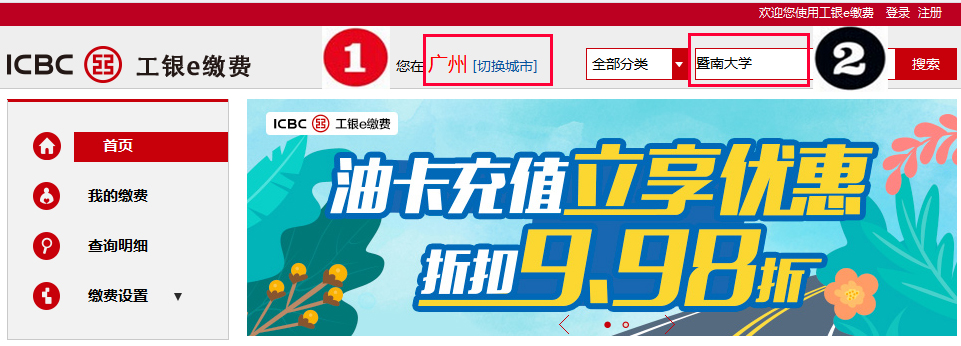 欢迎您使用工银e缴费 登录 注册
ICBC 工银e缴费
1
您在 广州 [切换城市]
全部分类
暨南大学
2
搜索
首页
我的缴费
查询明细
缴费设置
ICBC 工银e缴费
油卡充值立享优惠
折扣9.98折